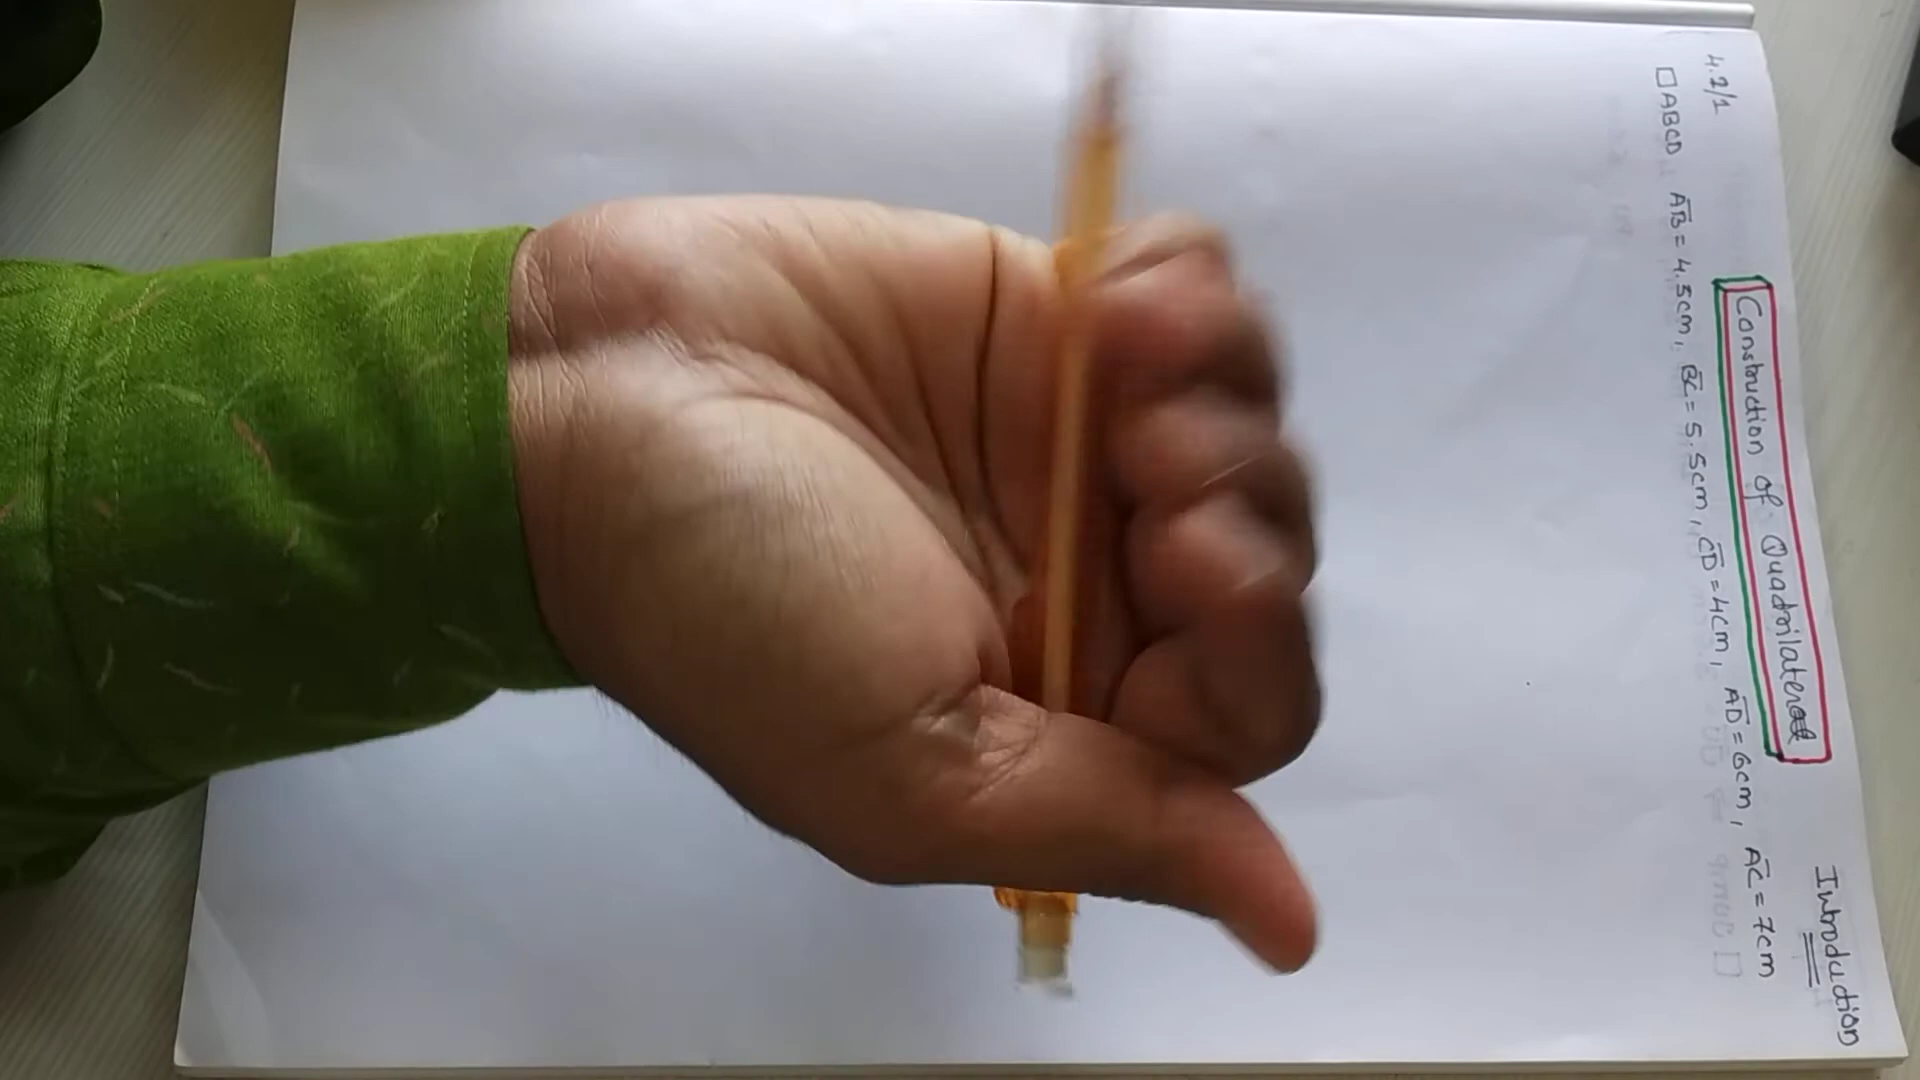 Introduction
Construction of Quadrilateral
4.2/1
□ABCD AB = 4.5cm, BC = 5.5cm, CD = 4cm, AD = 6cm, AC = 7cm